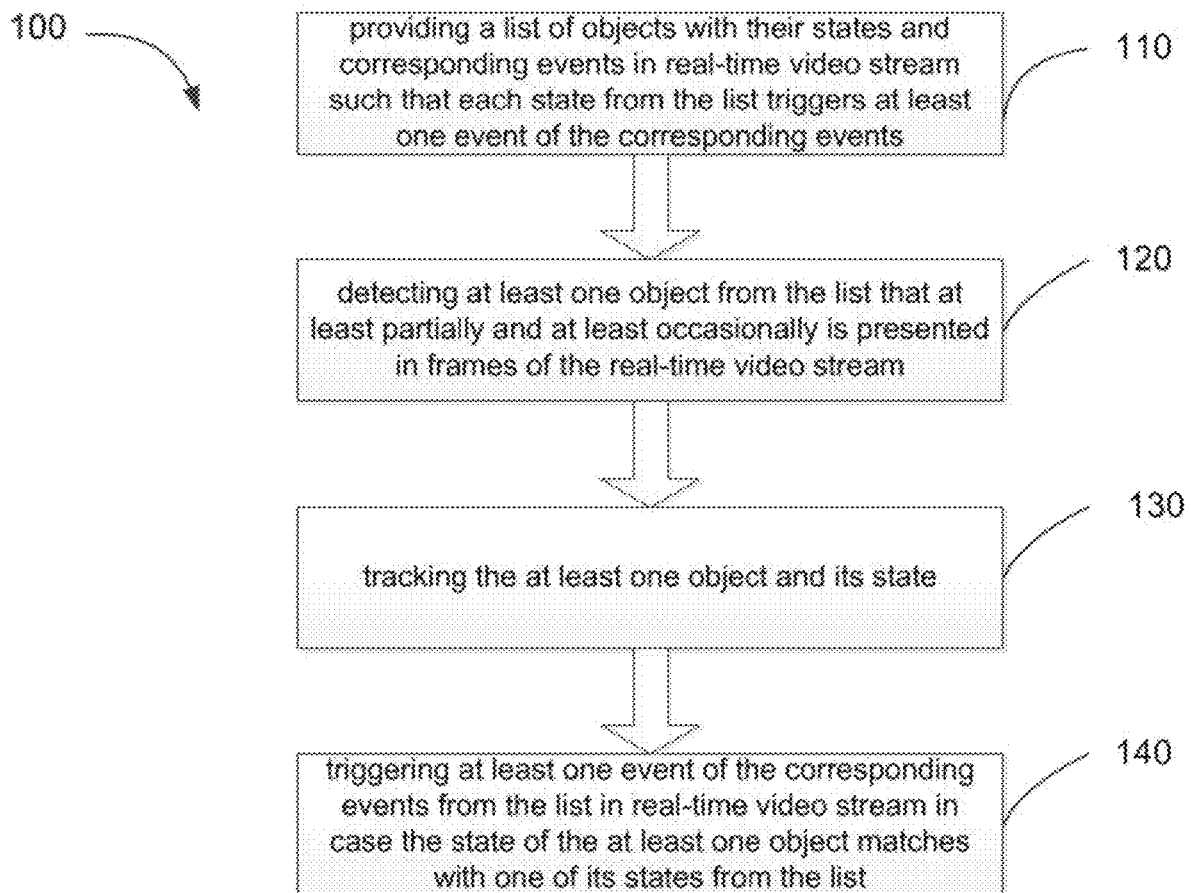 100
providing a list of objects with their states and
corresponding events in real-time video stream
such that each state from the list triggers at least
one event of the corresponding events
110
detecting at least one object from the list that at
least partially and at least occasionally is presented
in frames of the real-time video stream
120
tracking the at least one object and its state
130
triggering at least one event of the corresponding
events from the list in real-time video stream in
case the state of the at least one object matches
with one of its states from the list
140